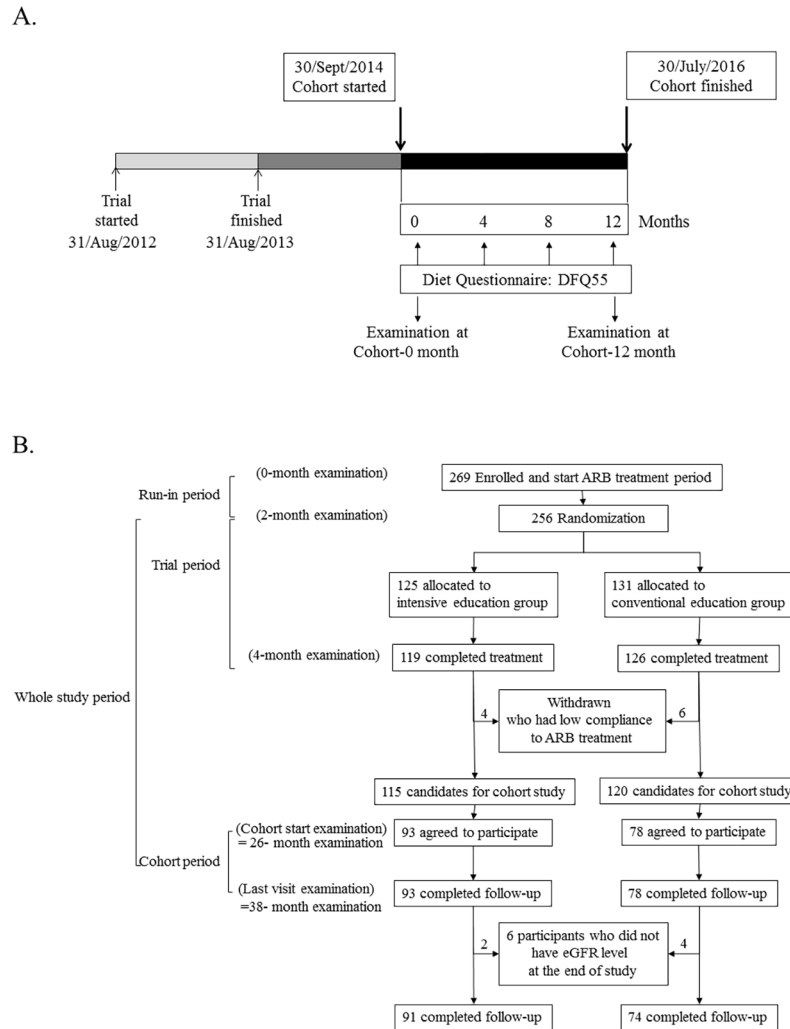 A.
30/Sept/2014
Cohort started
30/July/2016
Cohort finished
Trial
started
31/Aug/2012
Trial
finished
31/Aug/2013
0 4 8 12 Months
Diet Questionnaire: DFQ55
Examination at
Cohort-0 month
Examination at
Cohort-12 month
B.
Run-in period
(0-month examination)
269 Enrolled and start ARB treatment period
(2-month examination)
256 Randomization
Trial period
125 allocated to
intensive education group
131 allocated to
conventional education group
(4-month examination)
119 completed treatment
126 completed treatment
Whole study period
4
Withdrawn
who had low compliance
to ARB treatment
6
115 candidates for cohort study
120 candidates for cohort study
Cohort period
(Cohort start examination)
= 26- month examination
93 agreed to participate
78 agreed to participate
(Last visit examination)
=38- month examination
93 completed follow-up
78 completed follow-up
2
6 participants who did not
have eGFR level
at the end of study
4
91 completed follow-up
74 completed follow-up